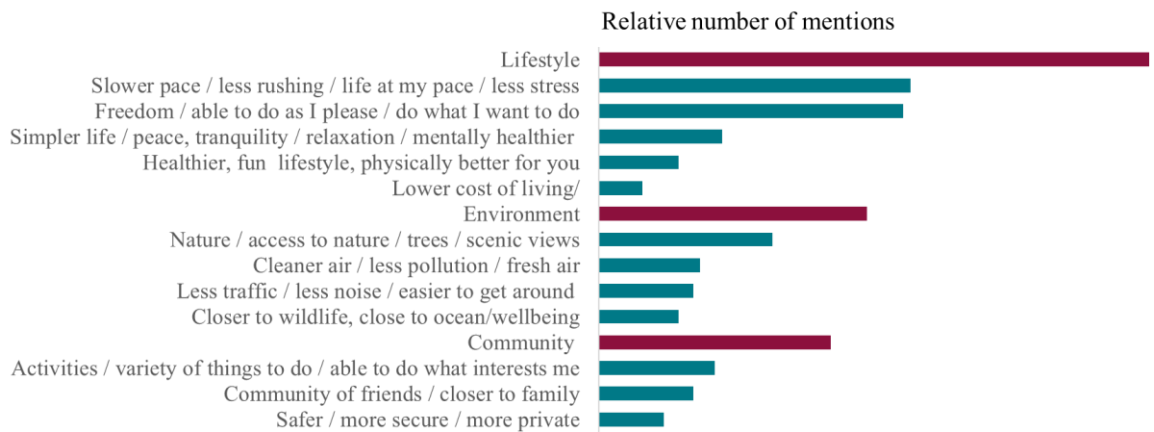 Relative number of mentions
Lifestyle
Slower pace / less rushing / life at my pace / less stress
Freedom / able to do as I please / do what I want to do
Simpler life / peace, tranquility / relaxation / mentally healthier
Healthier, fun lifestyle, physically better for you
Lower cost of living/
Environment
Nature / access to nature / trees / scenic views
Cleaner air / less pollution / fresh air
Less traffic / less noise / easier to get around
Closer to wildlife, close to ocean/wellbeing
Community
Activities / variety of things to do / able to do what interests me
Community of friends / closer to family
Safer / more secure / more private